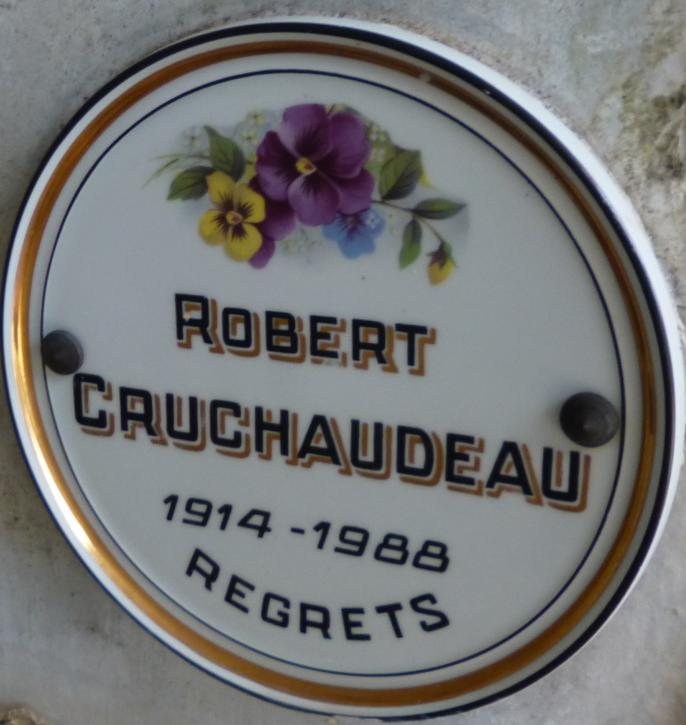 ROBERT
CRUCHAUDEAU
1914 - 1988
REGRETS